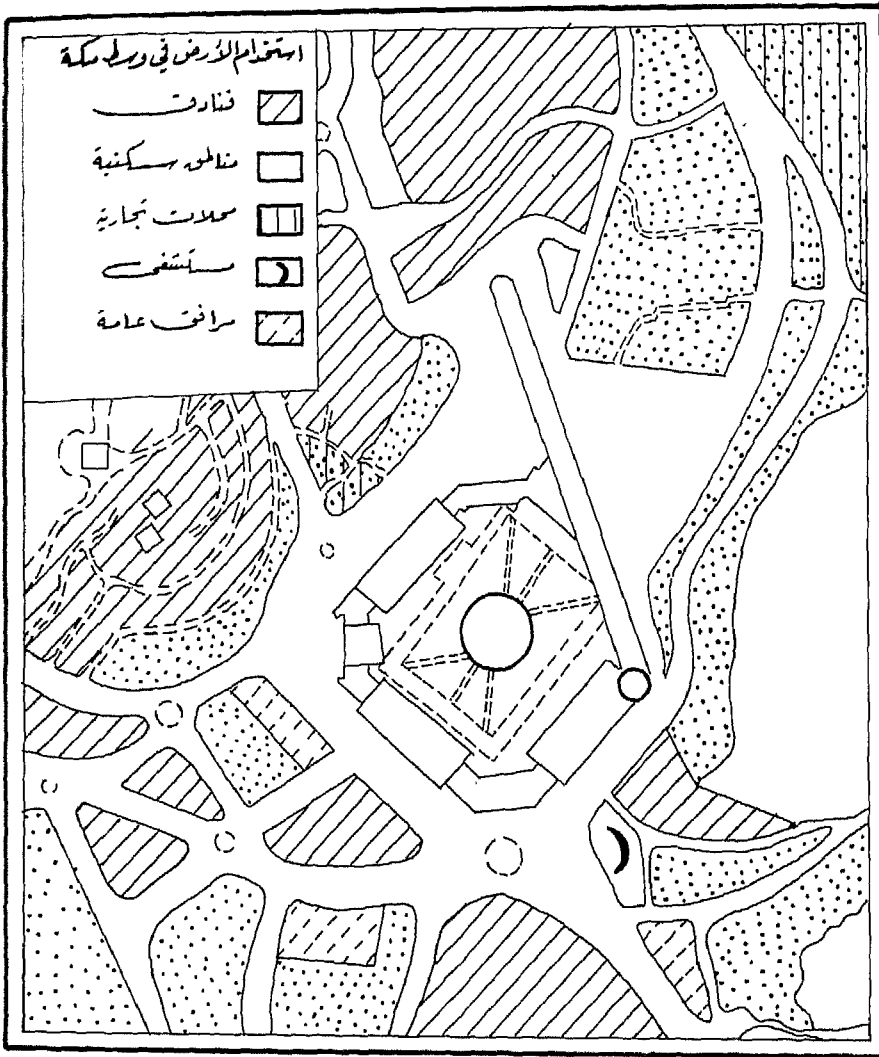 استخدام الأرض في وسط مكة
فنادق
مناطق سكنية
محلات تجارية
مستشفى
مرافق عامة